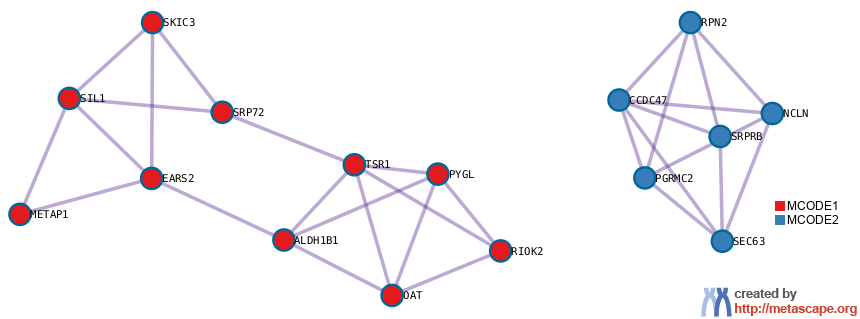 SKIC3
RPN2
SIL1
CCDC47
SRP72
NCLN
SRPRB
TSR1
PYGL
EARS2
PGRMC2
METAP1
MCODE1
MCODE2
ALDH1B1
RIOK2
SEC63
OAT
created by
http://metascape.org